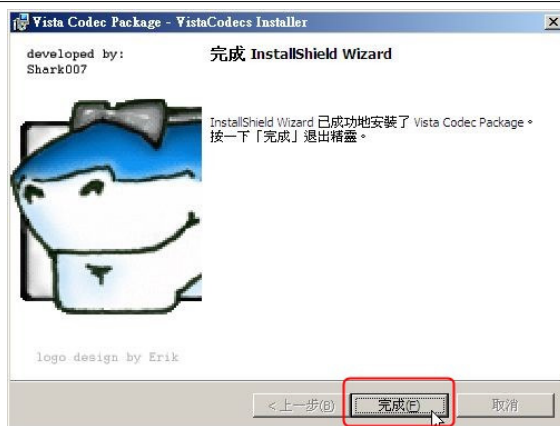 Vista Codec Package - VistaCodecs Installer
developed by:
Shark007
完成 InstallShield Wizard
InstallShield Wizard 已成功地安裝了 Vista Codec Package。
按一下「完成」退出精靈。
logo design by Erik
< 上一步(B)
完成(F)
取消